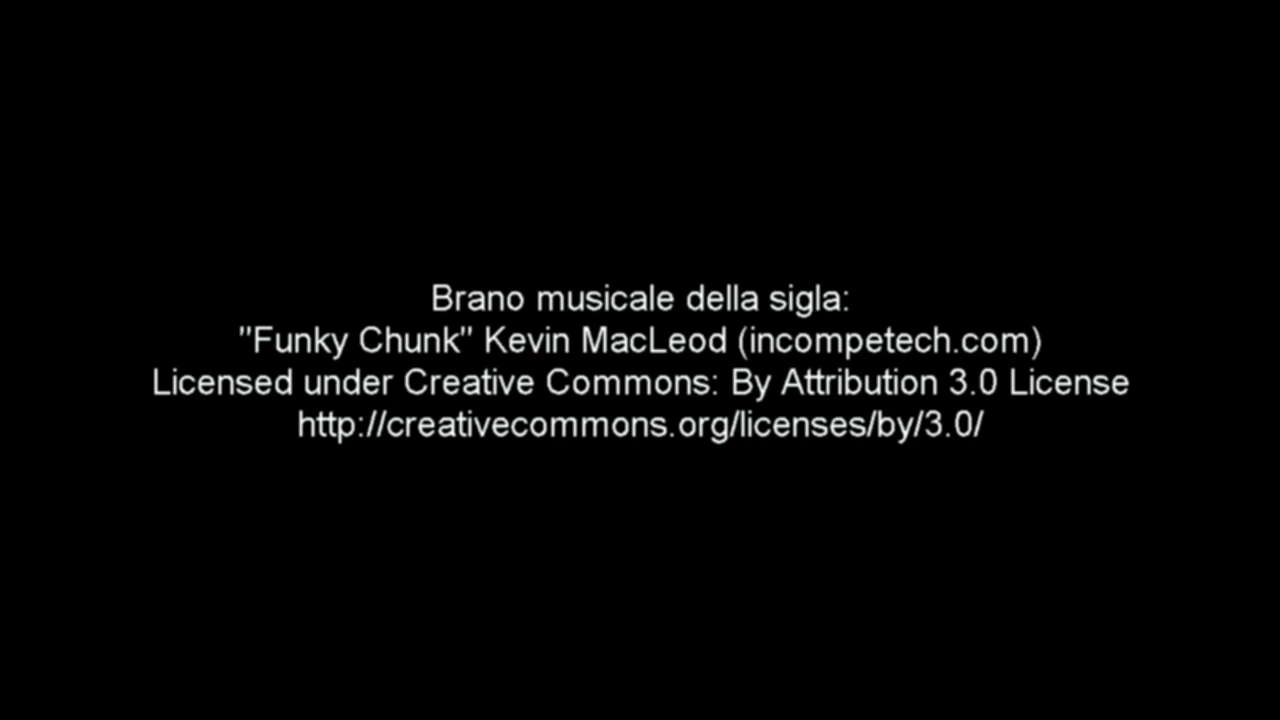 Brano musicale della sigla:
"Funky Chunk" Kevin MacLeod (incompetech.com)
Licensed under Creative Commons: By Attribution 3.0 License
http://creativecommons.org/licenses/by/3.0/